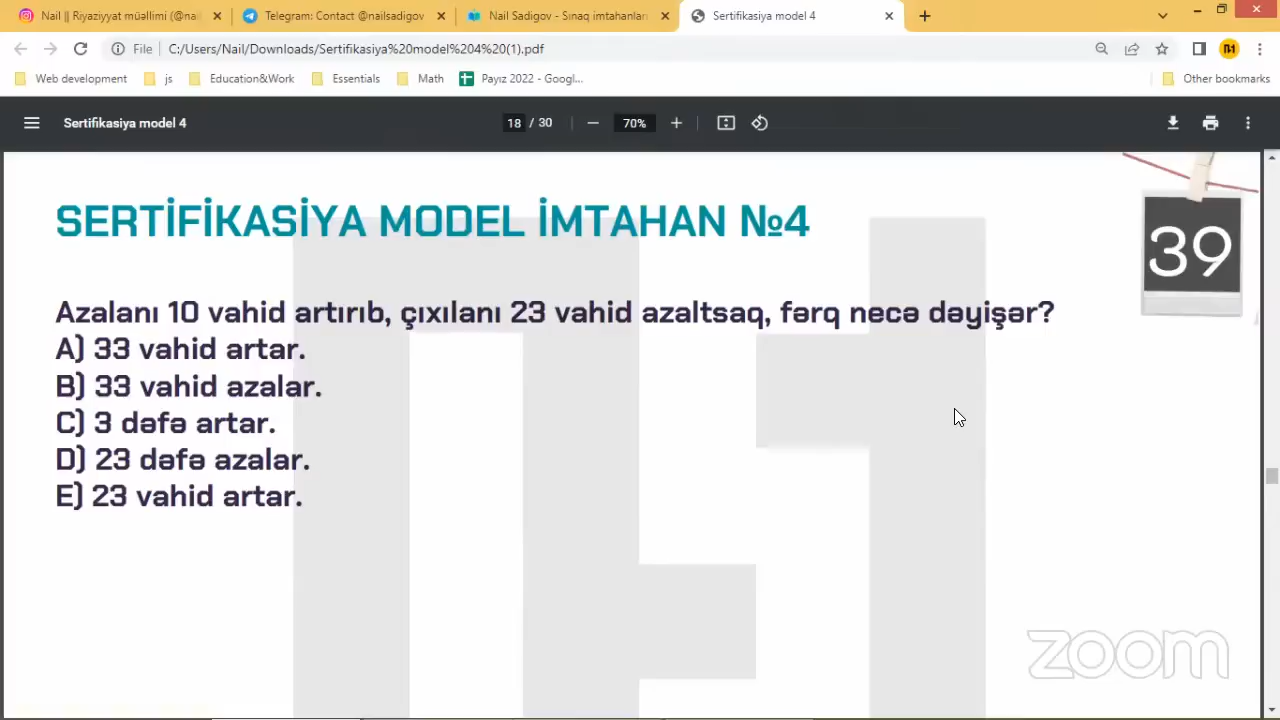 Nail || Riyaziyyat müəllimi (@nai
Telegram: Contact @nailsadigov
Nail Sadigov - Sınaq imtahanları
Sertifikasiya model 4
File
C:/Users/Nail/Downloads/Sertifikasiya%20model%204%20(1).pdf
Web development
js
Education&Work
Essentials
Math
Payız 2022 - Googl...
Other bookmarks
Sertifikasiya model 4
18 / 30
70%
SERTİFİKASİYA MODEL İMTAHAN №4
39
Azalanı 10 vahid artırıb, çıxılanı 23 vahid azaltsaq, fərq necə dəyişər?
A) 33 vahid artar.
B) 33 vahid azalar.
C) 3 dəfə artar.
D) 23 dəfə azalar.
E) 23 vahid artar.
zoom